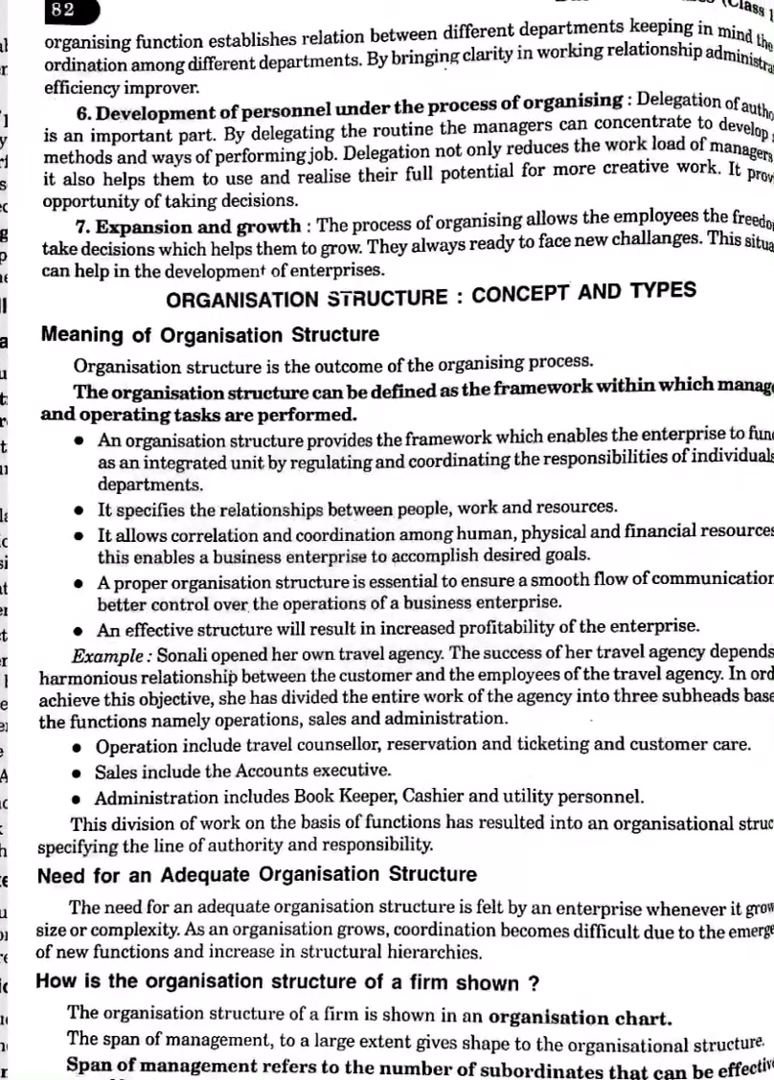 82
(Class 1
organising function establishes relation between different departments keeping in mind the
ordination among different departments. By bringing clarity in working relationship administra
efficiency improver.
6. Development of personnel under the process of organising : Delegation of autho
is an important part. By delegating the routine the managers can concentrate to develop
methods and ways of performing job. Delegation not only reduces the work load of managers
it also helps them to use and realise their full potential for more creative work. It prov
opportunity of taking decisions.
7. Expansion and growth : The process of organising allows the employees the freedo
take decisions which helps them to grow. They always ready to face new challanges. This situa
can help in the development of enterprises.
ORGANISATION STRUCTURE : CONCEPT AND TYPES
Meaning of Organisation Structure
Organisation structure is the outcome of the organising process.
The organisation structure can be defined as the framework within which manage
and operating tasks are performed.
• An organisation structure provides the framework which enables the enterprise to func
as an integrated unit by regulating and coordinating the responsibilities of individuals
departments.
• It specifies the relationships between people, work and resources.
• It allows correlation and coordination among human, physical and financial resources
this enables a business enterprise to accomplish desired goals.
• A proper organisation structure is essential to ensure a smooth flow of communication
better control over the operations of a business enterprise.
• An effective structure will result in increased profitability of the enterprise.
Example : Sonali opened her own travel agency. The success of her travel agency depends
harmonious relationship between the customer and the employees of the travel agency. In ord
achieve this objective, she has divided the entire work of the agency into three subheads base
the functions namely operations, sales and administration.
• Operation include travel counsellor, reservation and ticketing and customer care.
• Sales include the Accounts executive.
• Administration includes Book Keeper, Cashier and utility personnel.
This division of work on the basis of functions has resulted into an organisational struc
specifying the line of authority and responsibility.
Need for an Adequate Organisation Structure
The need for an adequate organisation structure is felt by an enterprise whenever it grow
size or complexity. As an organisation grows, coordination becomes difficult due to the emerge
of new functions and increase in structural hierarchies.
How is the organisation structure of a firm shown ?
The organisation structure of a firm is shown in an organisation chart.
The span of management, to a large extent gives shape to the organisational structure.
Span of management refers to the number of subordinates that can be effectiv